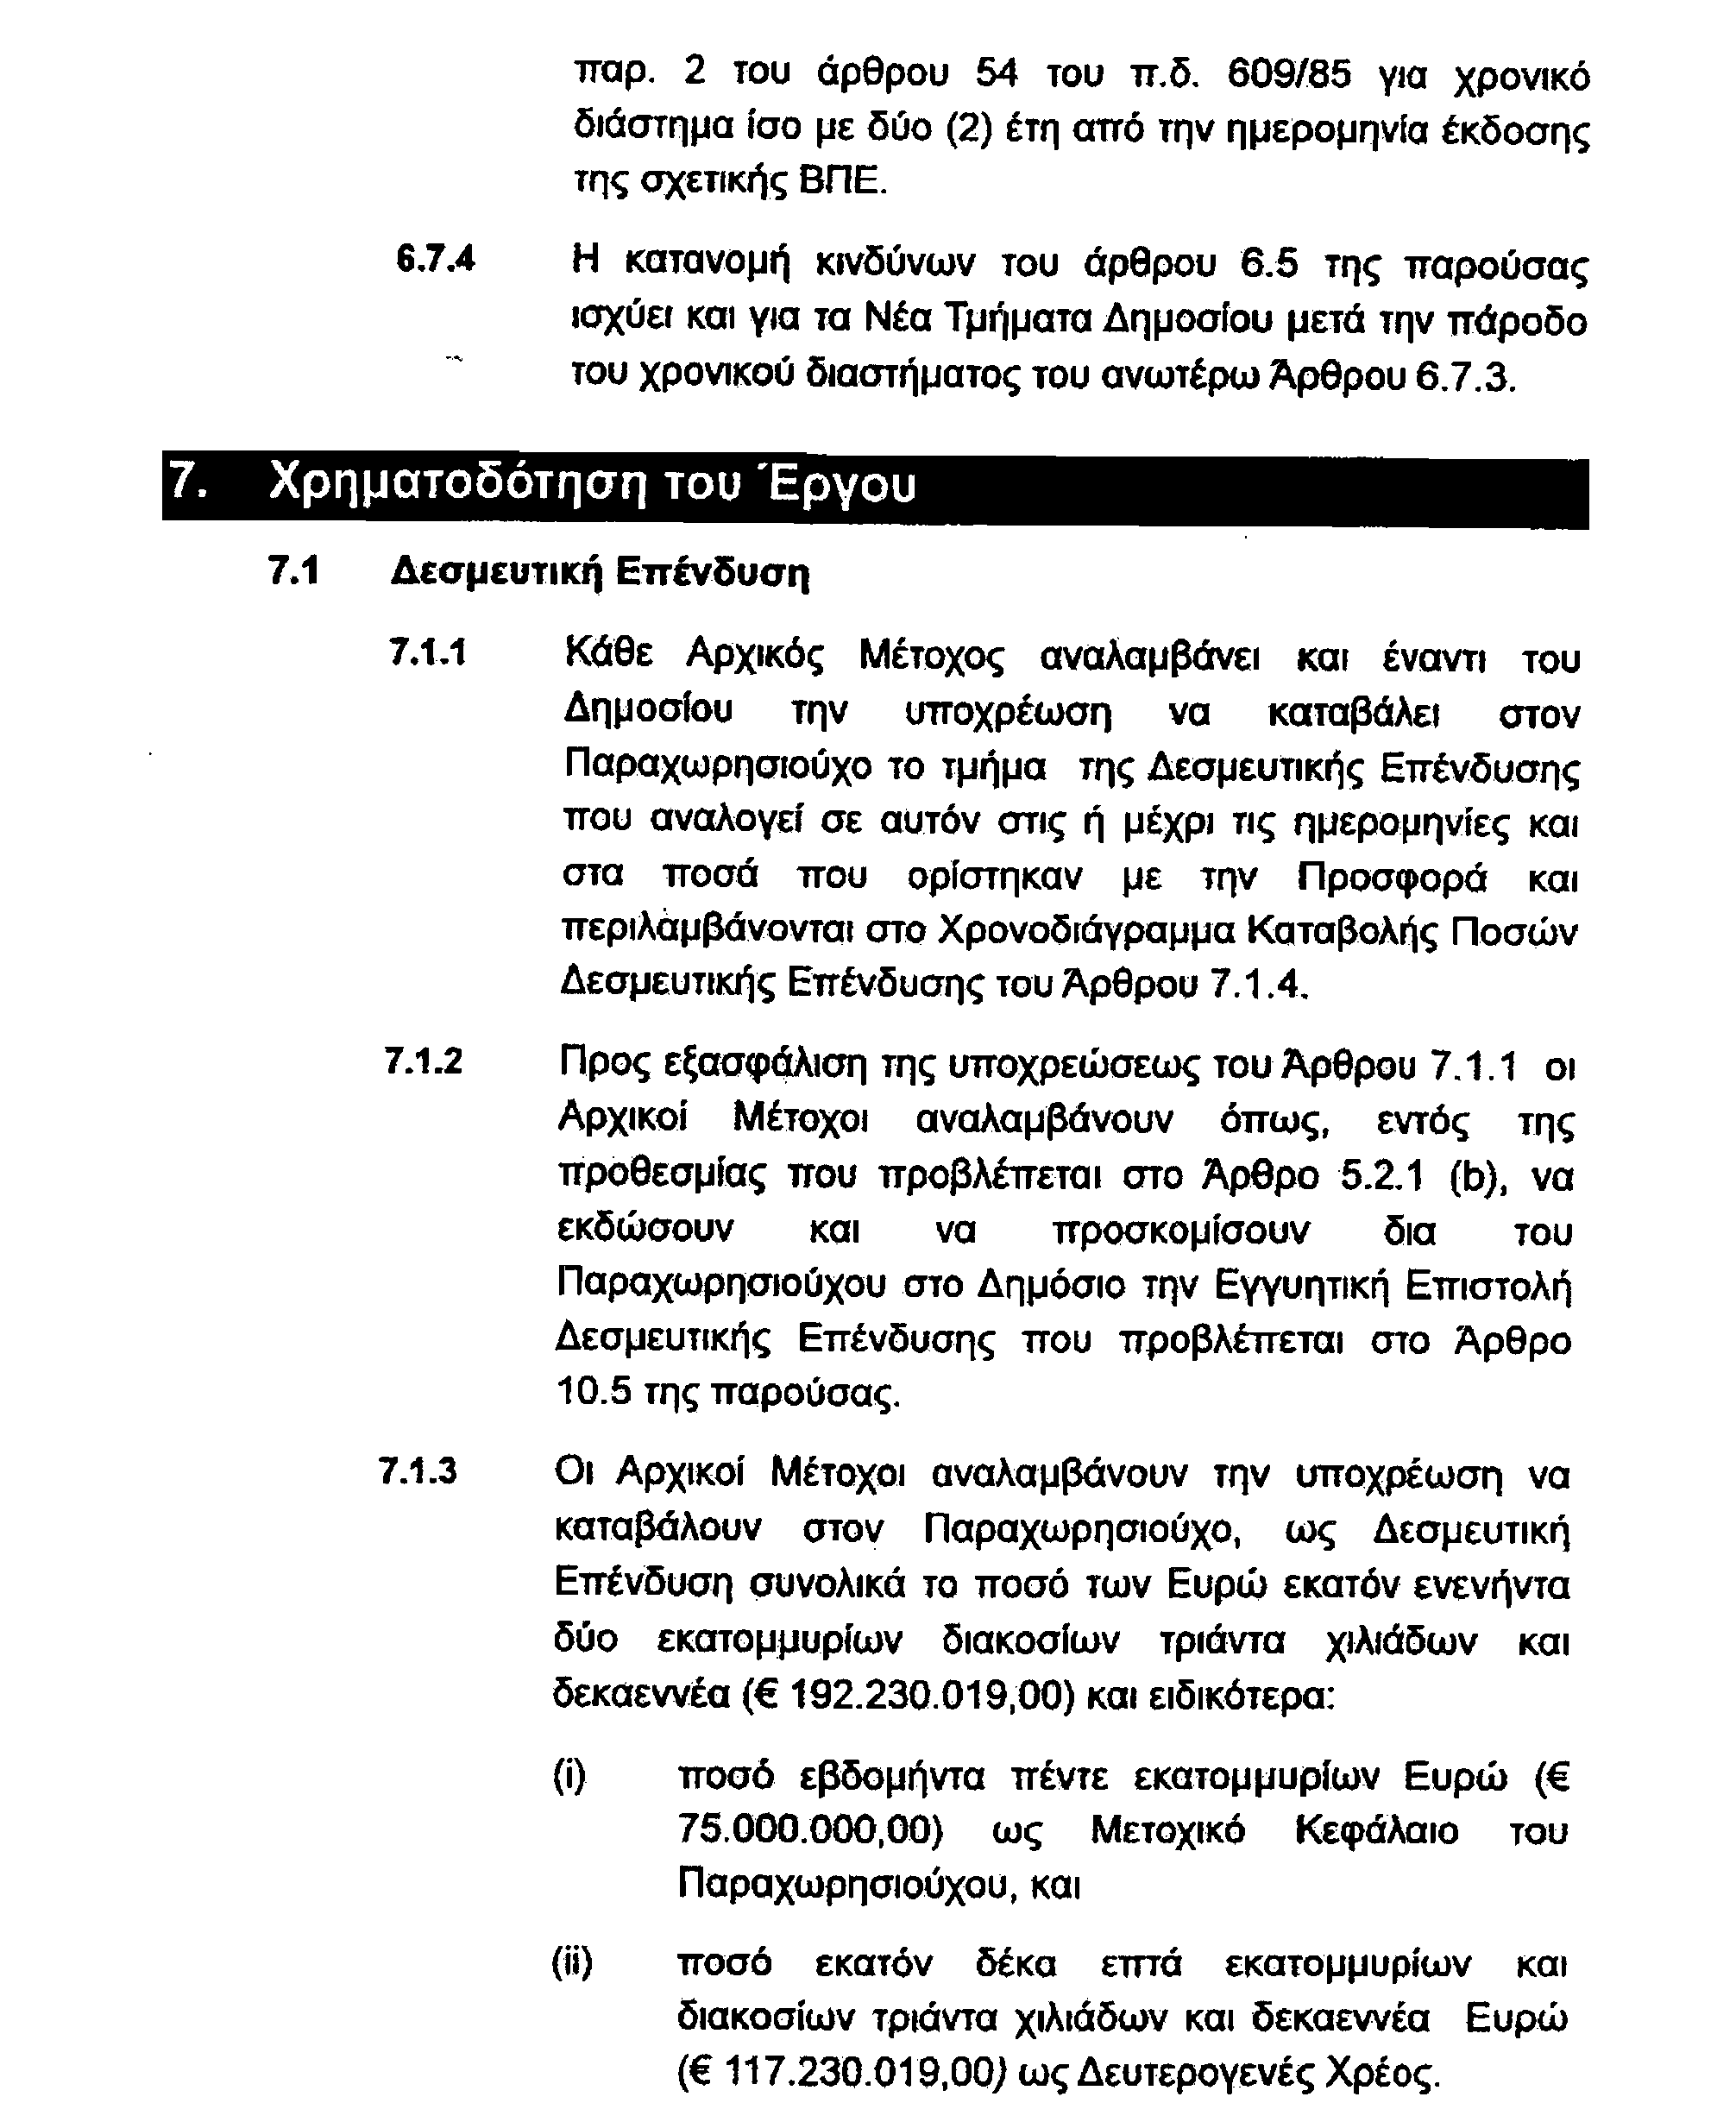 παρ. 2 του άρθρου 54 του π.δ. 609/85 για χρονικό
διάστημα ίσο με δύο (2) έτη από την ημερομηνία έκδοσης
της σχετικής ΒΠΕ.
6.7.4 Η κατανομή κινδύνων του άρθρου 6.5 της παρούσας
ισχύει και για τα Νέα Τμήματα Δημοσίου μετά την πάροδο
του χρονικού διαστήματος του ανωτέρω Άρθρου 6.7.3.
7. Χρηματοδότηση του Έργου
7.1 Δεσμευτική Επένδυση
7.1.1 Κάθε Αρχικός Μέτοχος αναλαμβάνει και έναντι του
Δημοσίου την υποχρέωση να καταβάλει στον
Παραχωρησιούχο το τμήμα της Δεσμευτικής Επένδυσης
που αναλογεί σε αυτόν στις ή μέχρι τις ημερομηνίες και
στα ποσά που ορίστηκαν με την Προσφορά και
περιλαμβάνονται στο Χρονοδιάγραμμα Καταβολής Ποσών
Δεσμευτικής Επένδυσης του Άρθρου 7.1.4.
7.1.2 Προς εξασφάλιση της υποχρεώσεως του Άρθρου 7.1.1 οι
Αρχικοί Μέτοχοι αναλαμβάνουν όπως, εντός της
προθεσμίας που προβλέπεται στο Άρθρο 5.2.1 (b), να
εκδώσουν και να προσκομίσουν δια του
Παραχωρησιούχου στο Δημόσιο την Εγγυητική Επιστολή
Δεσμευτικής Επένδυσης που προβλέπεται στο Άρθρο
10.5 της παρούσας.
7.1.3 Οι Αρχικοί Μέτοχοι αναλαμβάνουν την υποχρέωση να
καταβάλουν στον Παραχωρησιούχο, ως Δεσμευτική
Επένδυση συνολικά το ποσό των Ευρώ εκατόν ενενήντα
δύο εκατομμυρίων διακοσίων τριάντα χιλιάδων και
δεκαεννέα (€ 192.230.019,00) και ειδικότερα:
(i) ποσό εβδομήντα πέντε εκατομμυρίων Ευρώ (€
75.000.000,00) ως Μετοχικό Κεφάλαιο του
Παραχωρησιούχου, και
(ii) ποσό εκατόν δέκα επτά εκατομμυρίων και
διακοσίων τριάντα χιλιάδων και δεκαεννέα Ευρώ
(€ 117.230.019,00) ως Δευτερογενές Χρέος.